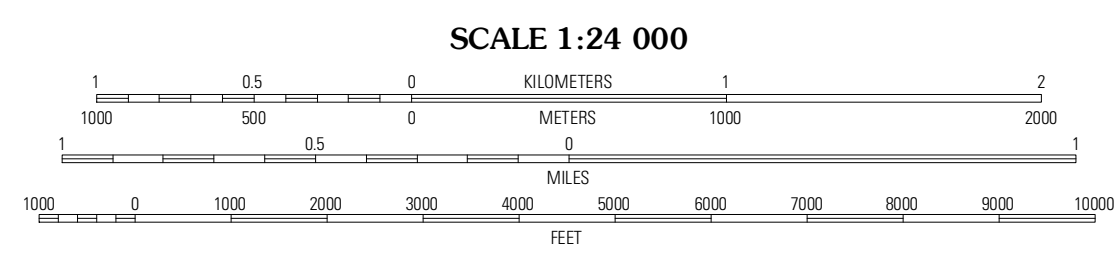 SCALE 1:24 000
1 0.5 0 KILOMETERS 1 2
1000 500 0 METERS 1000 2000
1 0.5 0 1
MILES
1000 0 1000 2000 3000 4000 5000 6000 7000 8000 9000 10000
FEET